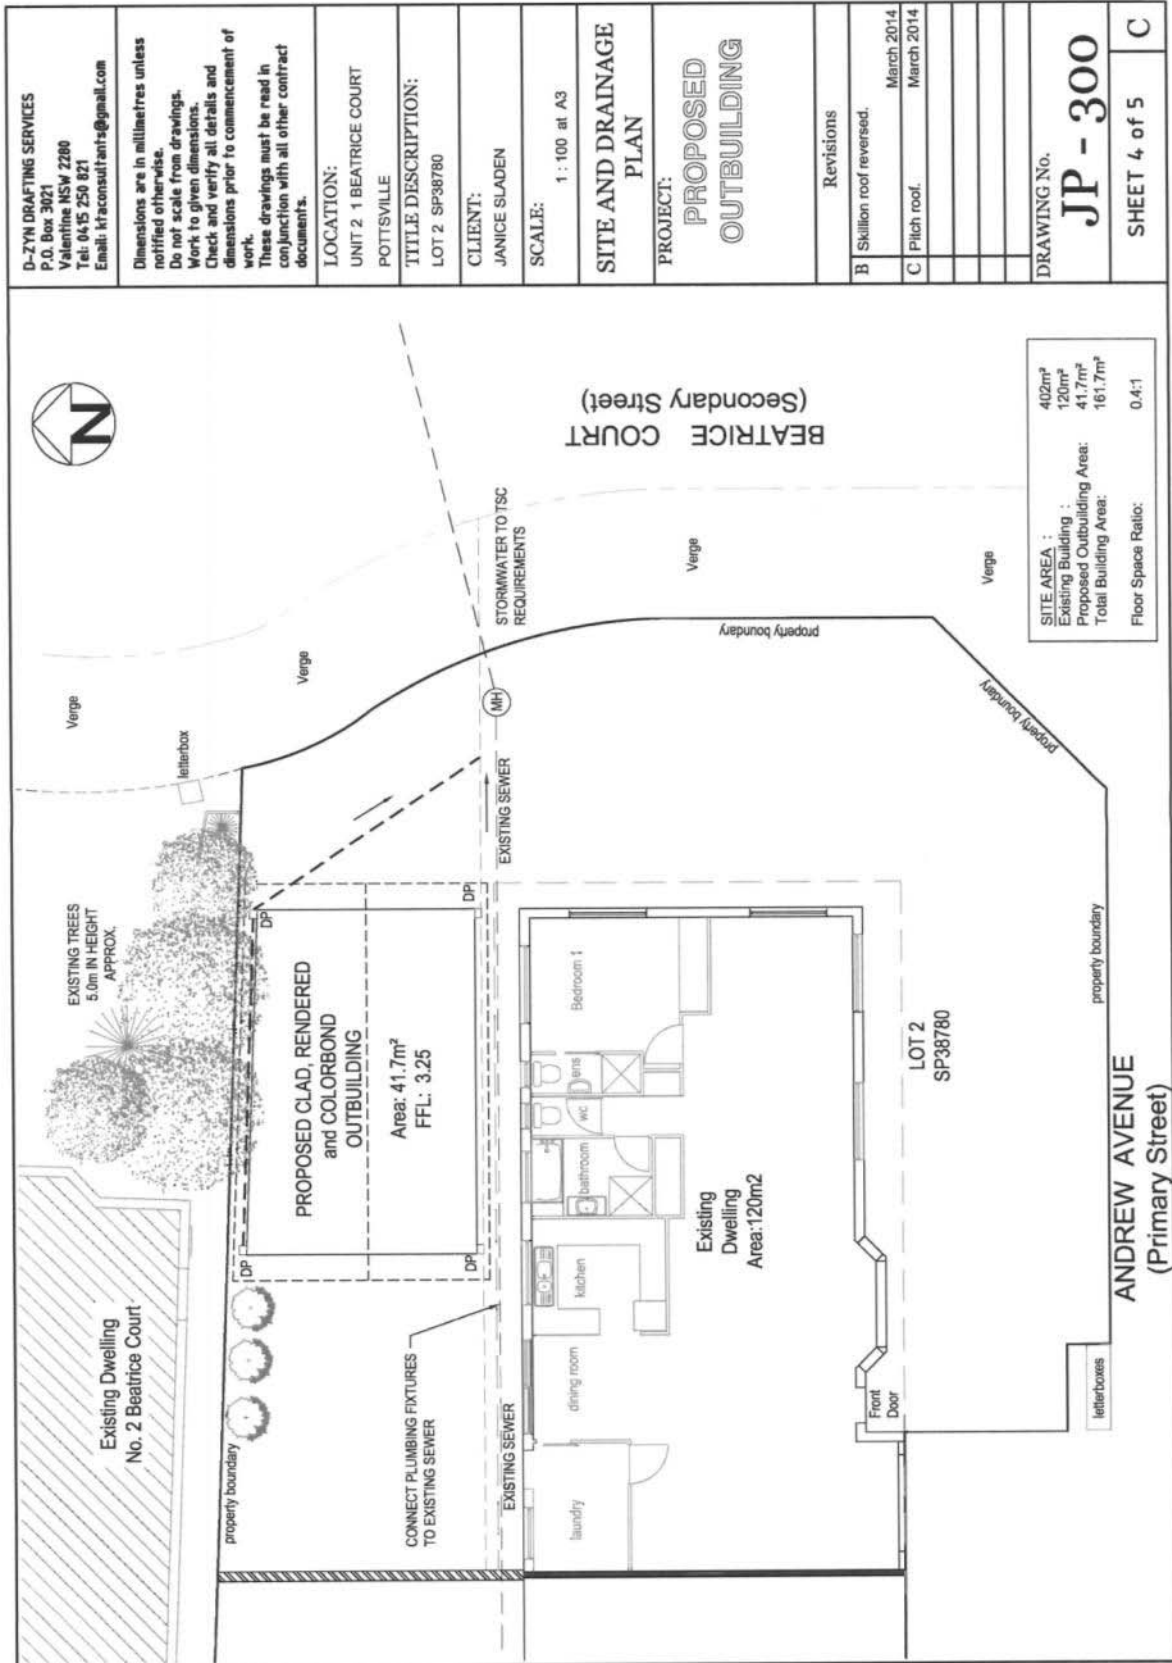 D-ZYN DRAFTING SERVICES
P.O. Box 3021
Valentine NSW 2280
Tel: 0415 250 821
Email: ktaconsultants@gmail.com
Dimensions are in millimetres unless
notified otherwise.
Do not scale from drawings.
Work to given dimensions.
Check and verify all details and
dimensions prior to commencement of
work.
These drawings must be read in
conjunction with all other contract
documents.
LOCATION:
UNIT 2 1 BEATRICE COURT
POTTSVILLE
TITLE DESCRIPTION:
LOT 2 SP38780
CLIENT:
JANICE SLADEN
SCALE:
1 : 100 at A3
SITE AND DRAINAGE
PLAN
PROJECT:
PROPOSED
OUTBUILDING
Revisions
B Skillion roof reversed. March 2014
C Pitch roof. March 2014
DRAWING No.
JP - 300
SHEET 4 of 5 C
N
BEATRICE COURT
(Secondary Street)
SITE AREA : 402m²
Existing Building : 120m²
Proposed Outbuilding Area: 41.7m²
Total Building Area: 161.7m²
Floor Space Ratio: 0.4:1
Verge
letterbox
Verge
Verge
Verge
STORMWATER TO TSC
REQUIREMENTS
MH
EXISTING SEWER
property boundary
property boundary
property boundary
EXISTING TREES
5.0m IN HEIGHT
APPROX.
DP
DP
DP
DP
PROPOSED CLAD, RENDERED
and COLORBOND
OUTBUILDING
Area: 41.7m²
FFL: 3.25
Existing Dwelling
No. 2 Beatrice Court
property boundary
CONNECT PLUMBING FIXTURES
TO EXISTING SEWER
EXISTING SEWER
Bedroom 1
ens
wc
bathroom
kitchen
dining room
laundry
Existing
Dwelling
Area:120m2
Front
Door
LOT 2
SP38780
letterboxes
ANDREW AVENUE
(Primary Street)